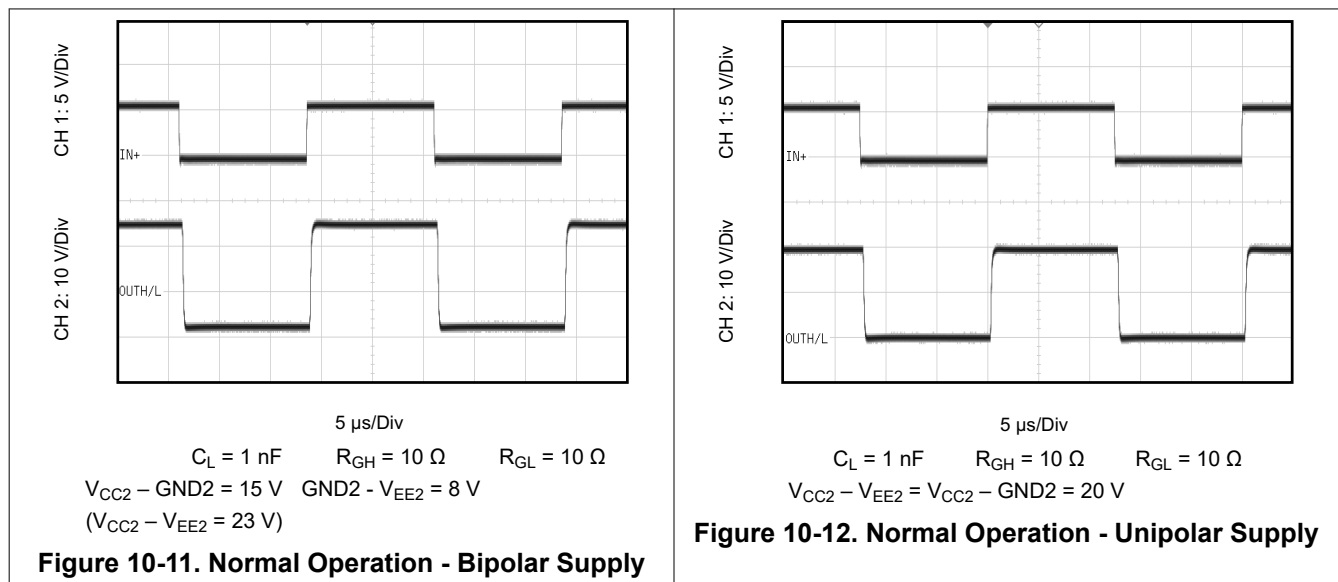 CH 1: 5 V/Div
IN+
CH 2: 10 V/Div
OUTH/L
5 µs/Div
C_L = 1 nF R_GH = 10 Ω R_GL = 10 Ω
V_CC2 – GND2 = 15 V GND2 - V_EE2 = 8 V
(V_CC2 – V_EE2 = 23 V)
Figure 10-11. Normal Operation - Bipolar Supply
CH 1: 5 V/Div
IN+
CH 2: 10 V/Div
OUTH/L
5 µs/Div
C_L = 1 nF R_GH = 10 Ω R_GL = 10 Ω
V_CC2 – V_EE2 = V_CC2 – GND2 = 20 V
Figure 10-12. Normal Operation - Unipolar Supply